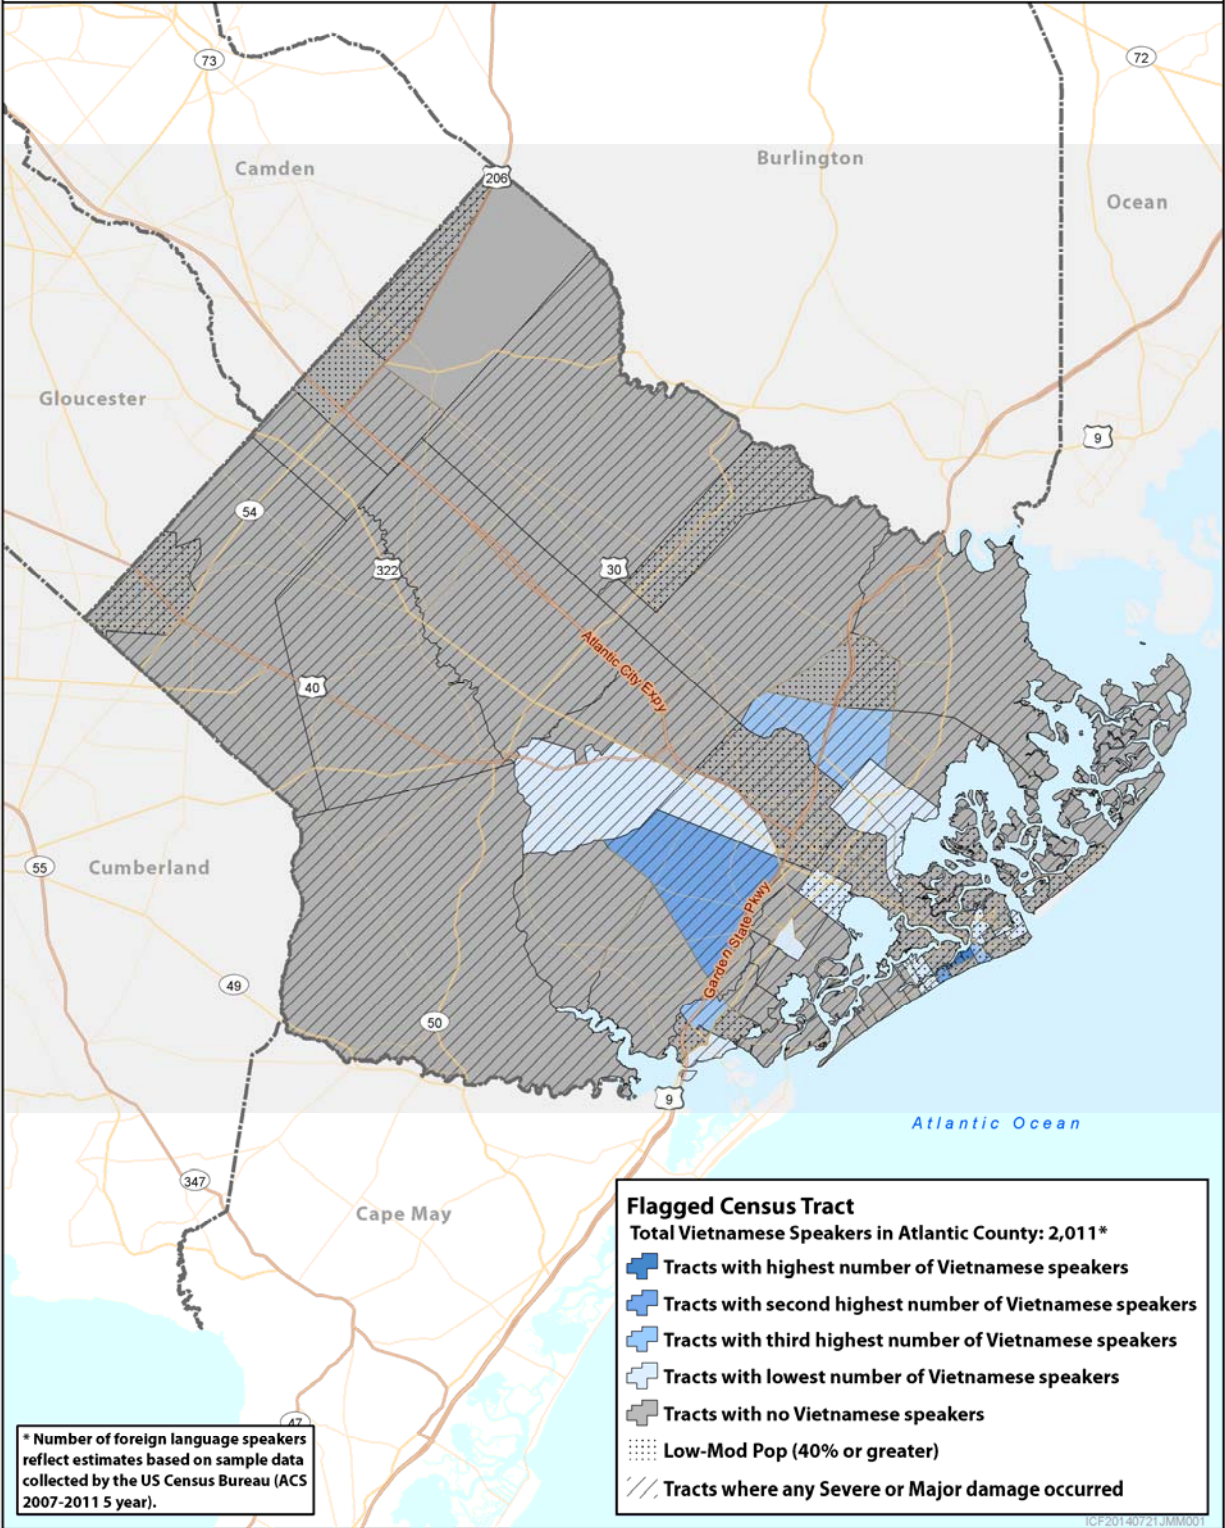 73
72
Camden
Burlington
206
Ocean
Gloucester
9
54
322
30
Atlantic City Expy
40
55
Cumberland
Garden State Pkwy
49
50
9
Atlantic Ocean
347
Cape May
47
Flagged Census Tract
Total Vietnamese Speakers in Atlantic County: 2,011*
Tracts with highest number of Vietnamese speakers
Tracts with second highest number of Vietnamese speakers
Tracts with third highest number of Vietnamese speakers
Tracts with lowest number of Vietnamese speakers
Tracts with no Vietnamese speakers
Low-Mod Pop (40% or greater)
Tracts where any Severe or Major damage occurred
* Number of foreign language speakers
reflect estimates based on sample data
collected by the US Census Bureau (ACS
2007-2011 5 year).
ICF20140721JMM001